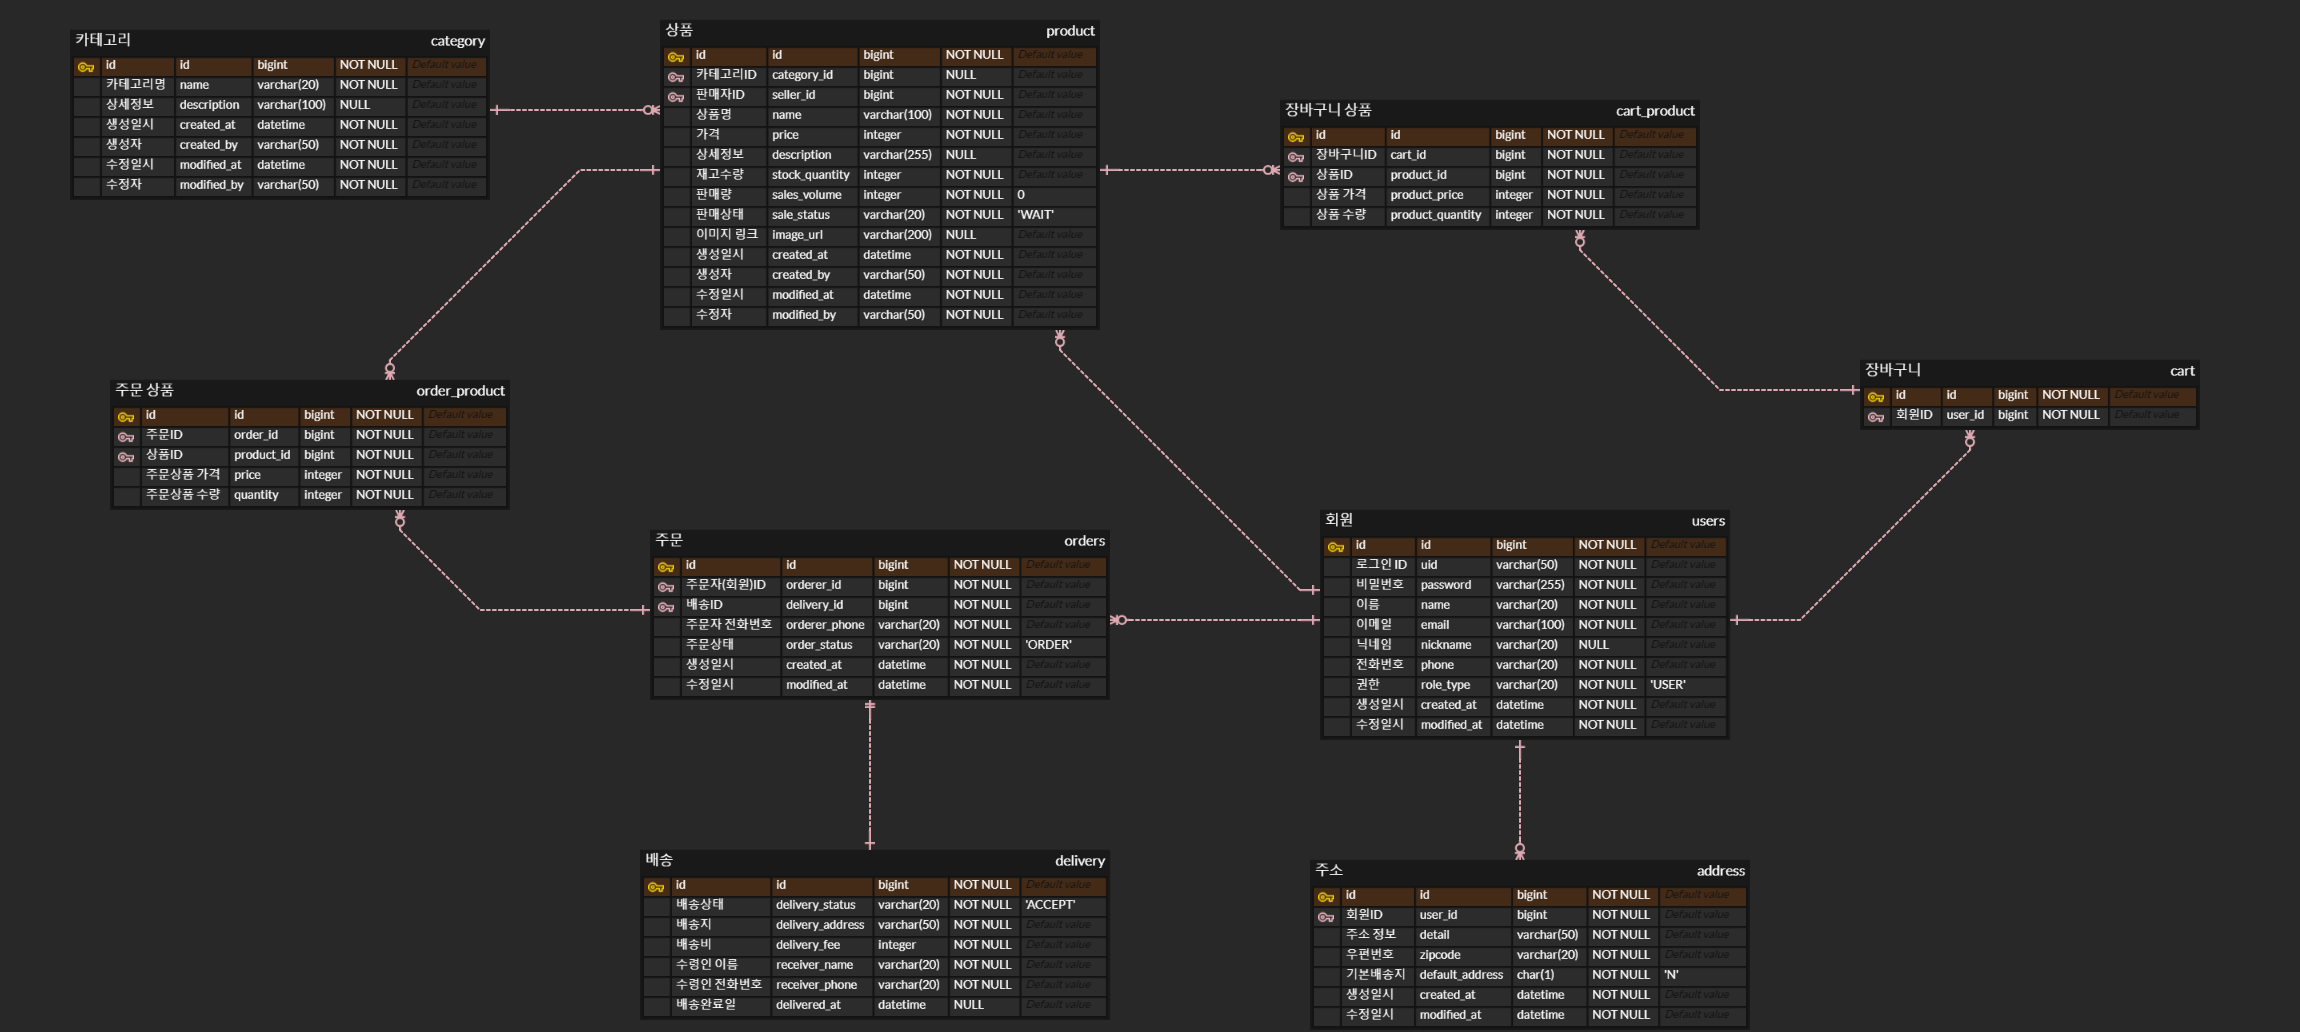 카테고리 category
id id bigint NOT NULL Default value
카테고리명 name varchar(20) NOT NULL Default value
상세정보 description varchar(100) NULL Default value
생성일시 created_at datetime NOT NULL Default value
생성자 created_by varchar(50) NOT NULL Default value
수정일시 modified_at datetime NOT NULL Default value
수정자 modified_by varchar(50) NOT NULL Default value
상품 product
id id bigint NOT NULL Default value
카테고리ID category_id bigint NULL Default value
판매자ID seller_id bigint NOT NULL Default value
상품명 name varchar(100) NOT NULL Default value
가격 price integer NOT NULL Default value
상세정보 description varchar(255) NULL Default value
재고수량 stock_quantity integer NOT NULL Default value
판매량 sales_volume integer NOT NULL 0
판매상태 sale_status varchar(20) NOT NULL 'WAIT'
이미지 링크 image_url varchar(200) NULL Default value
생성일시 created_at datetime NOT NULL Default value
생성자 created_by varchar(50) NOT NULL Default value
수정일시 modified_at datetime NOT NULL Default value
수정자 modified_by varchar(50) NOT NULL Default value
장바구니 상품 cart_product
id id bigint NOT NULL Default value
장바구니ID cart_id bigint NOT NULL Default value
상품ID product_id bigint NOT NULL Default value
상품 가격 product_price integer NOT NULL Default value
상품 수량 product_quantity integer NOT NULL Default value
장바구니 cart
id id bigint NOT NULL Default value
회원ID user_id bigint NOT NULL Default value
주문 상품 order_product
id id bigint NOT NULL Default value
주문ID order_id bigint NOT NULL Default value
상품ID product_id bigint NOT NULL Default value
주문상품 가격 price integer NOT NULL Default value
주문상품 수량 quantity integer NOT NULL Default value
주문 orders
id id bigint NOT NULL Default value
주문자(회원)ID orderer_id bigint NOT NULL Default value
배송ID delivery_id bigint NOT NULL Default value
주문자 전화번호 orderer_phone varchar(20) NOT NULL Default value
주문상태 order_status varchar(20) NOT NULL 'ORDER'
생성일시 created_at datetime NOT NULL Default value
수정일시 modified_at datetime NOT NULL Default value
회원 users
id id bigint NOT NULL Default value
로그인 ID uid varchar(50) NOT NULL Default value
비밀번호 password varchar(255) NOT NULL Default value
이름 name varchar(20) NOT NULL Default value
이메일 email varchar(100) NOT NULL Default value
닉네임 nickname varchar(20) NULL Default value
전화번호 phone varchar(20) NOT NULL Default value
권한 role_type varchar(20) NOT NULL 'USER'
생성일시 created_at datetime NOT NULL Default value
수정일시 modified_at datetime NOT NULL Default value
배송 delivery
id id bigint NOT NULL Default value
배송상태 delivery_status varchar(20) NOT NULL 'ACCEPT'
배송지 delivery_address varchar(50) NOT NULL Default value
배송비 delivery_fee integer NOT NULL Default value
수령인 이름 receiver_name varchar(20) NOT NULL Default value
수령인 전화번호 receiver_phone varchar(20) NOT NULL Default value
배송완료일 delivered_at datetime NULL Default value
주소 address
id id bigint NOT NULL Default value
회원ID user_id bigint NOT NULL Default value
주소 정보 detail varchar(50) NOT NULL Default value
우편번호 zipcode varchar(20) NOT NULL Default value
기본배송지 default_address char(1) NOT NULL 'N'
생성일시 created_at datetime NOT NULL Default value
수정일시 modified_at datetime NOT NULL Default value